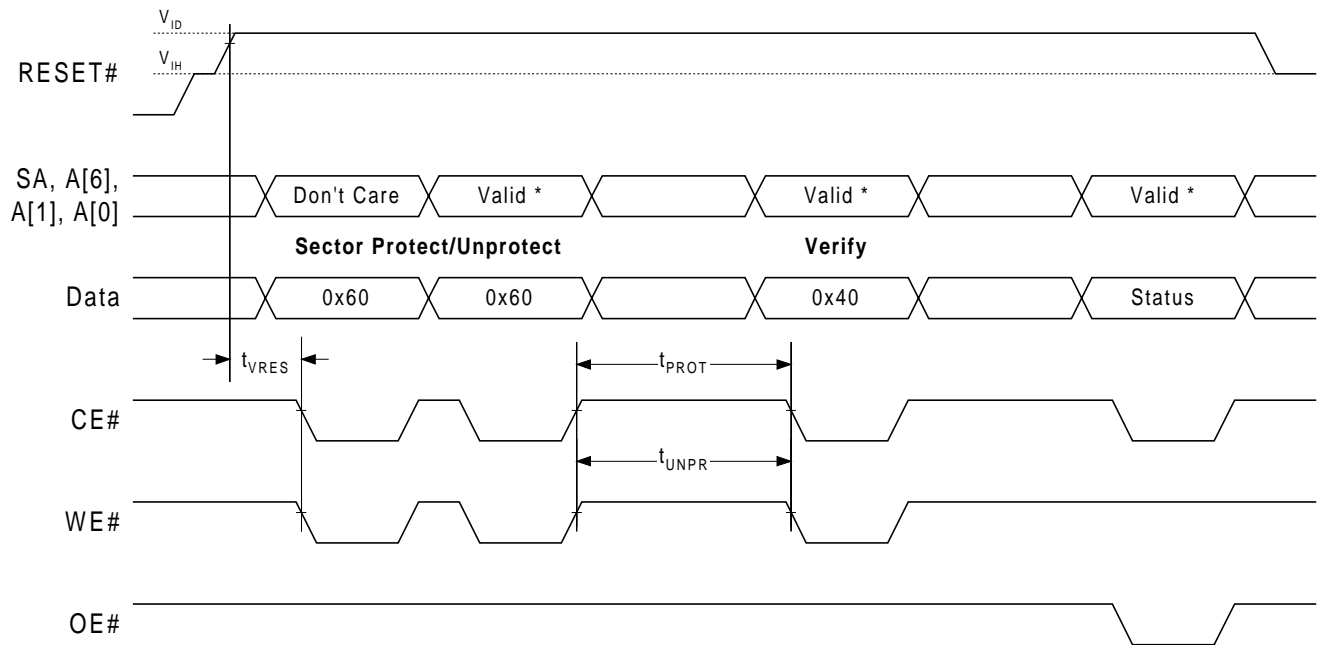 V_ID
V_IH
RESET#
SA, A[6],
A[1], A[0]
Don't Care
Valid *
Valid *
Valid *
Sector Protect/Unprotect
Verify
Data
0x60
0x60
0x40
Status
t_VRES
t_PROT
CE#
t_UNPR
WE#
OE#